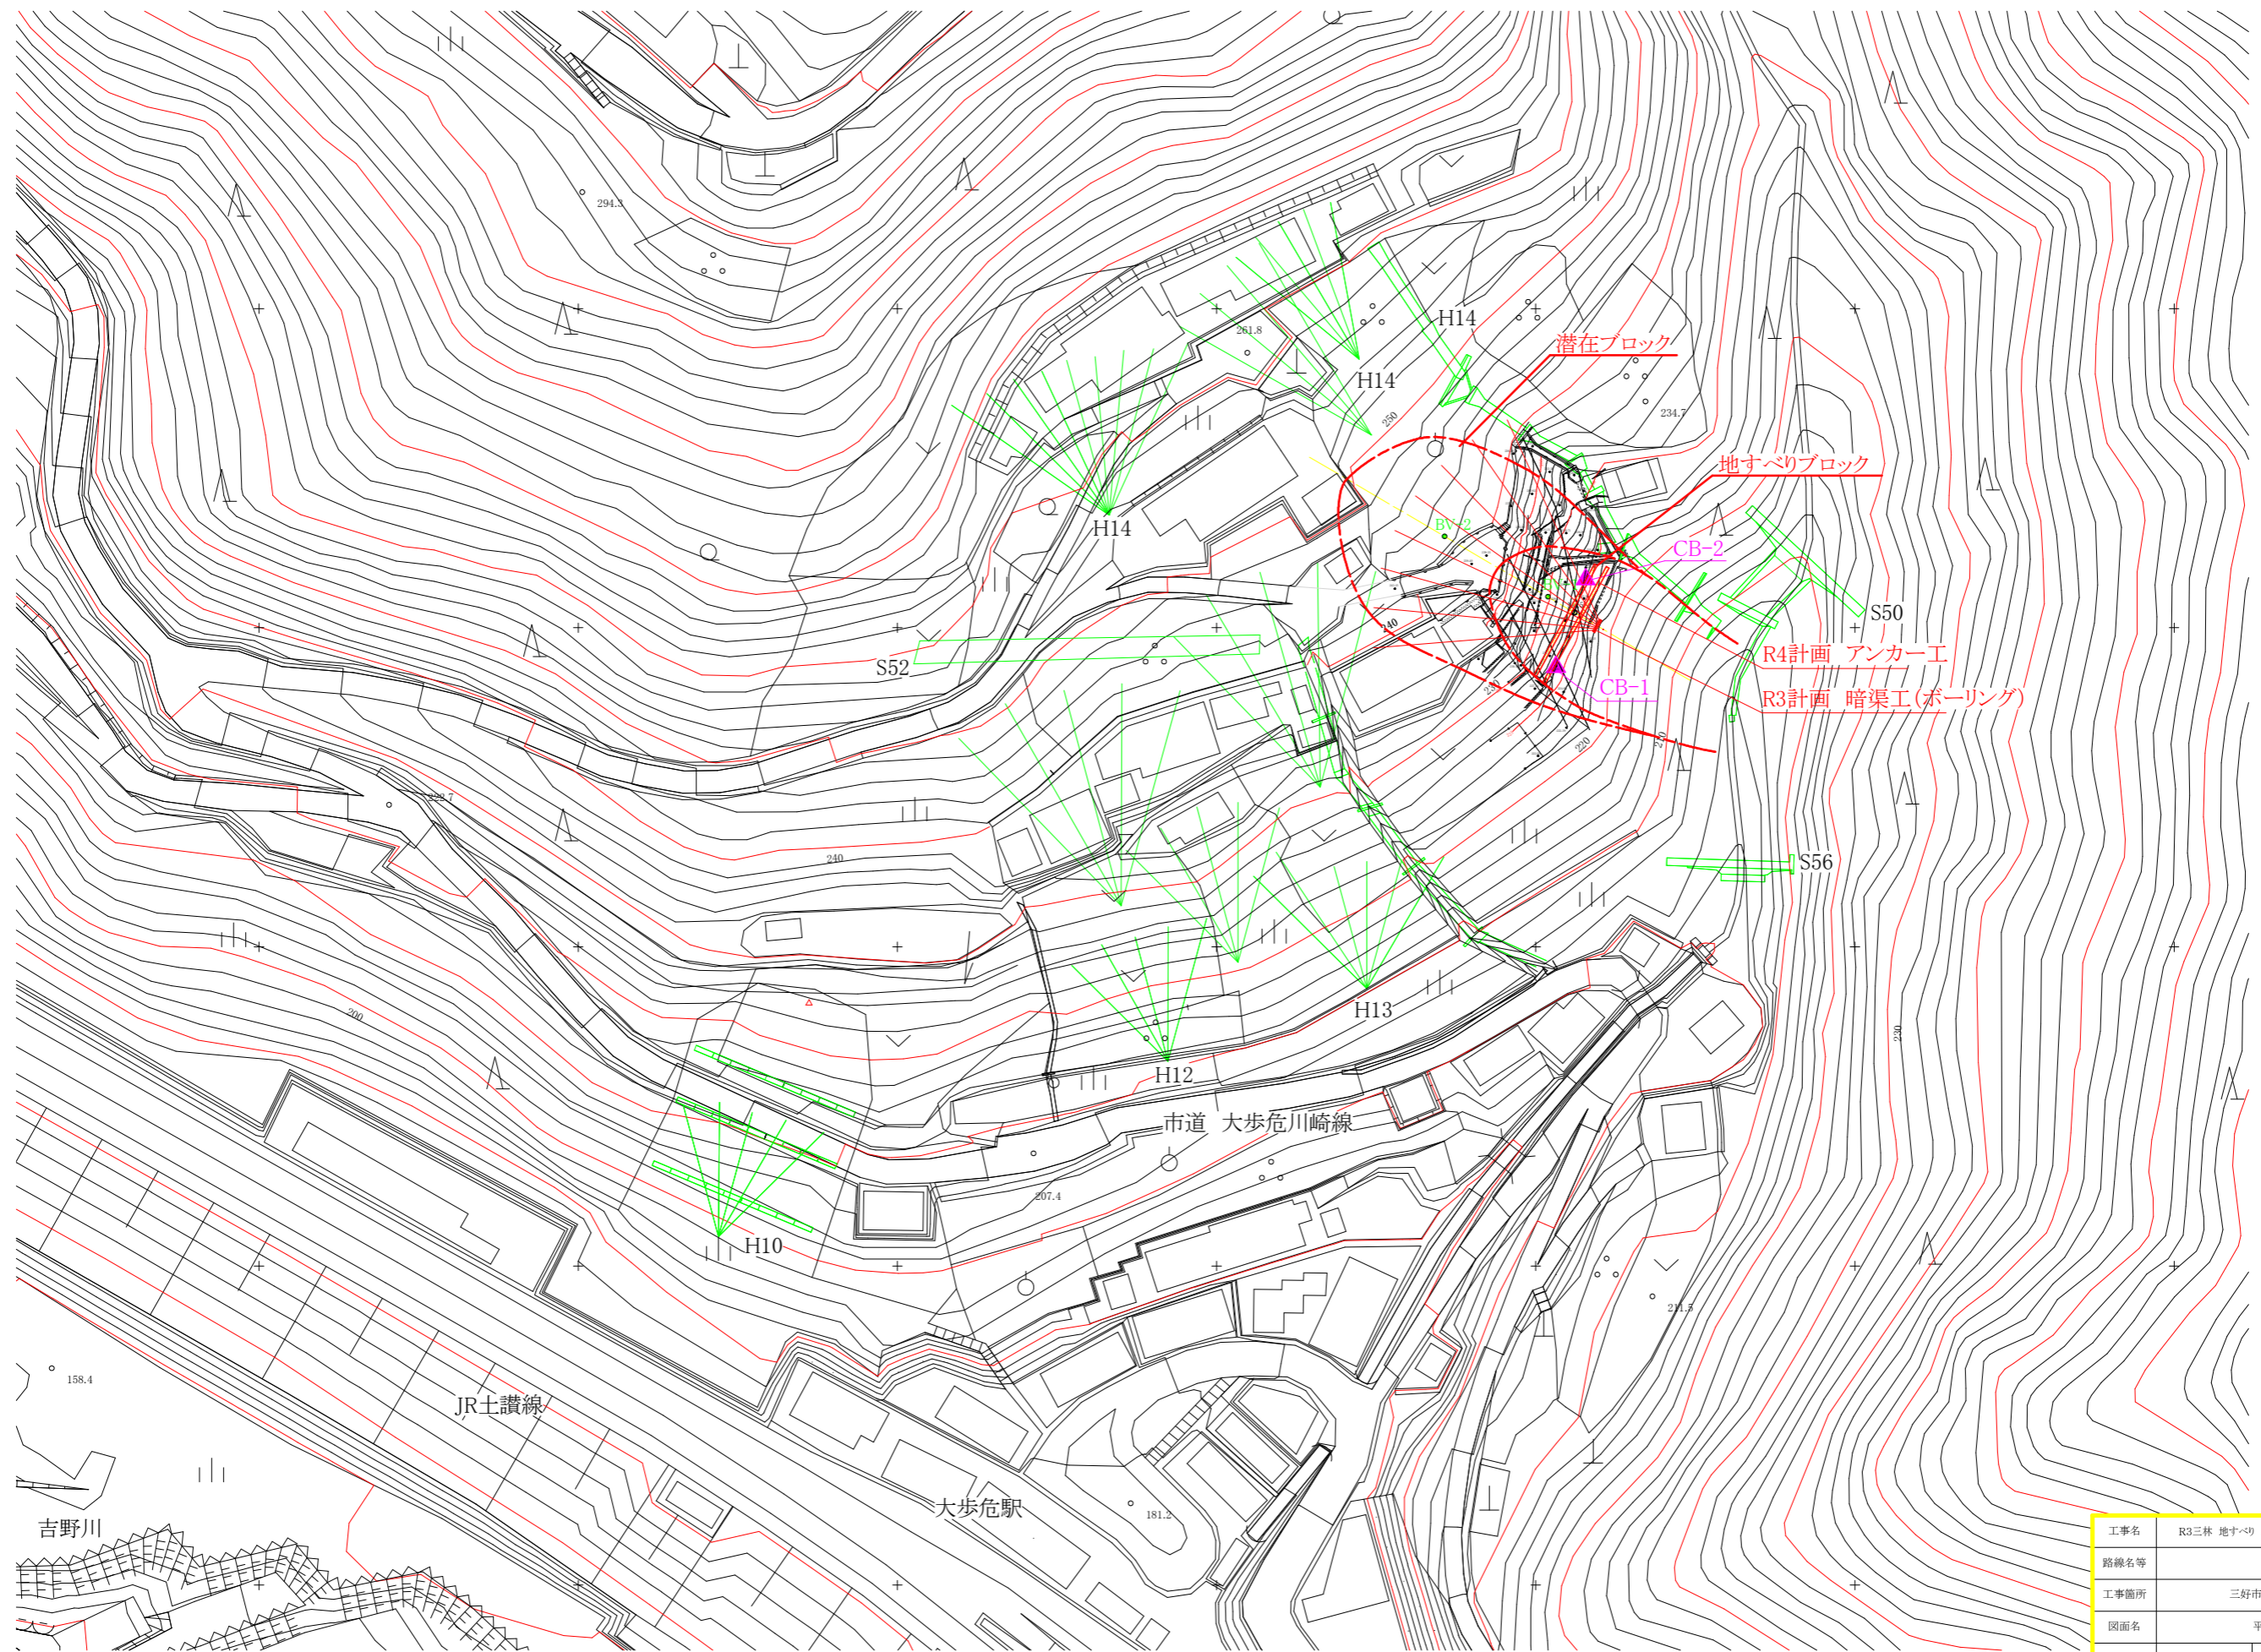 294.3
261.8
H14
潜在ブロック
H14
250
234.7
地すべりブロック
H14
BV-2
CB-2
S50
240
S52
R4計画 アンカー工
CB-1
230
R3計画 暗渠工(ボーリング)
220
210
222.7
240
S56
H13
200
230
H12
市道 大歩危川崎線
207.4
H10
211.5
158.4
JR土讃線
大歩危駅
181.2
吉野川
工事名 R3三林 地すべり
路線名等
工事箇所 三好市
図面名 平